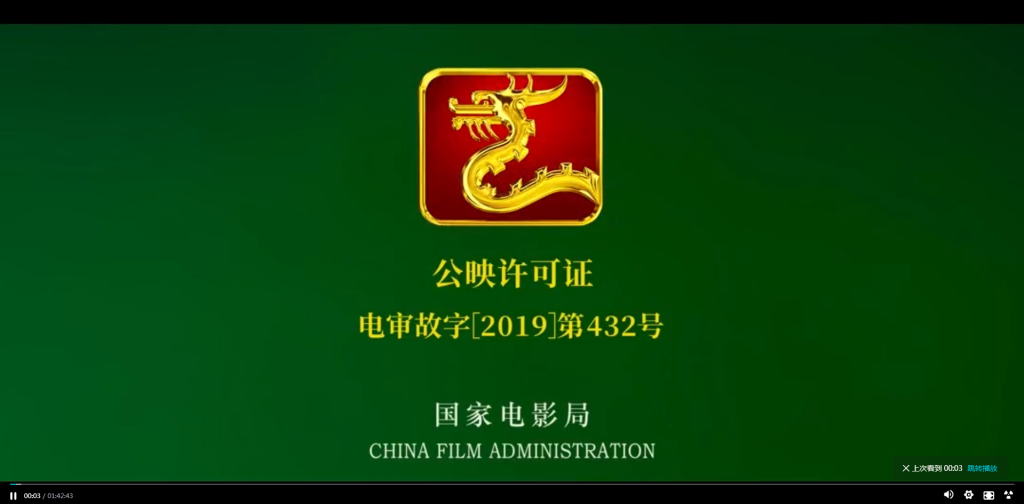 公映许可证
电审故字[2019]第432号
国家电影局
CHINA FILM ADMINISTRATION
上次看到 00:03 跳转播放
00:03 / 01:42:43